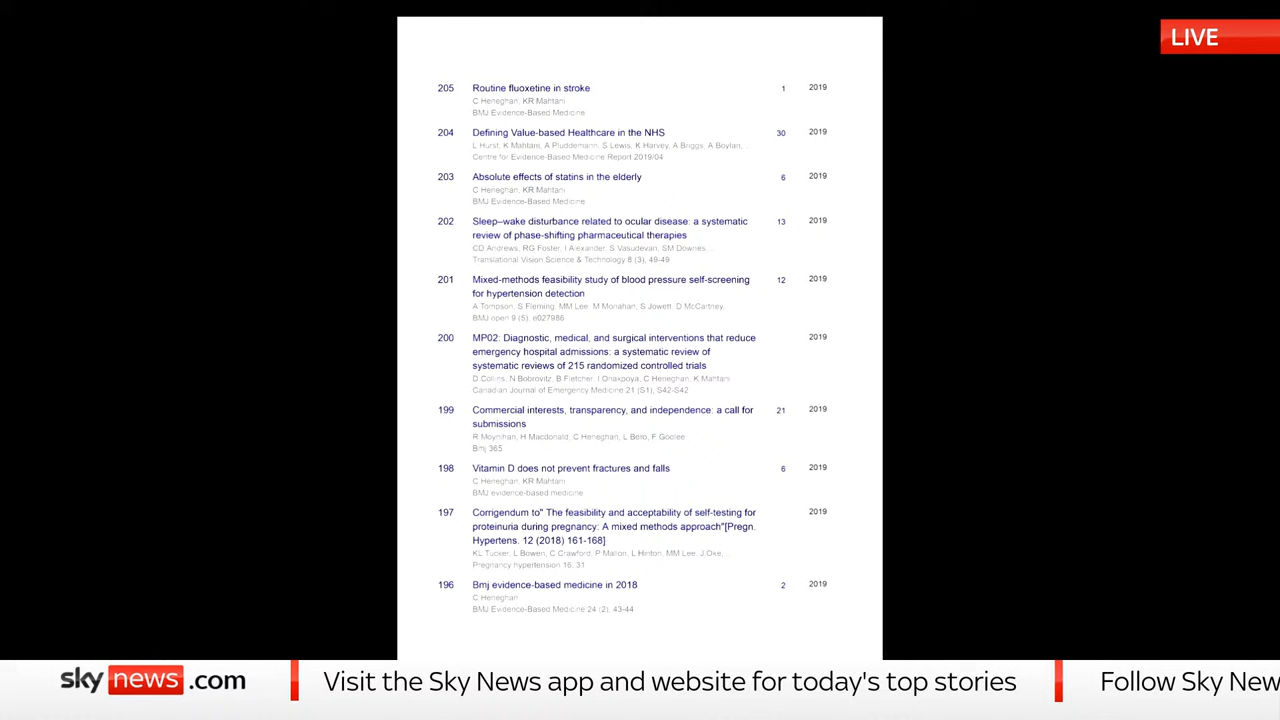 LIVE
205 Routine fluoxetine in stroke 1 2019
C Heneghan, KR Mahtani
BMJ Evidence-Based Medicine
204 Defining Value-based Healthcare in the NHS 30 2019
L Hurst, K Mahtani, A Pluddemann, S Lewis, K Harvey, A Briggs, A Boylan, ...
Centre for Evidence-Based Medicine Report 2019/04
203 Absolute effects of statins in the elderly 6 2019
C Heneghan, KR Mahtani
BMJ Evidence-Based Medicine
202 Sleep–wake disturbance related to ocular disease: a systematic 13 2019
review of phase-shifting pharmaceutical therapies
CD Andrews, RG Foster, I Alexander, S Vasudevan, SM Downes, ...
Translational Vision Science & Technology 8 (3), 49-49
201 Mixed-methods feasibility study of blood pressure self-screening 12 2019
for hypertension detection
A Tompson, S Fleming, MM Lee, M Monahan, S Jowett, D McCartney,
BMJ open 9 (5), e027986
200 MP02: Diagnostic, medical, and surgical interventions that reduce 2019
emergency hospital admissions: a systematic review of
systematic reviews of 215 randomized controlled trials
D Collins, N Bobrovitz, B Fletcher, I Onakpoya, C Heneghan, K Mahtani
Canadian Journal of Emergency Medicine 21 (S1), S42-S42
199 Commercial interests, transparency, and independence: a call for 21 2019
submissions
R Moynihan, H Macdonald, C Heneghan, L Bero, F Godlee
Bmj 365
198 Vitamin D does not prevent fractures and falls 6 2019
C Heneghan, KR Mahtani
BMJ evidence-based medicine
197 Corrigendum to" The feasibility and acceptability of self-testing for 2019
proteinuria during pregnancy: A mixed methods approach"[Pregn.
Hypertens. 12 (2018) 161-168]
KL Tucker, L Bowen, C Crawford, P Mallon, L Hinton, MM Lee, J Oke, ...
Pregnancy hypertension 16, 31
196 Bmj evidence-based medicine in 2018 2 2019
C Heneghan
BMJ Evidence-Based Medicine 24 (2), 43-44
sky news .com Visit the Sky News app and website for today's top stories Follow Sky New